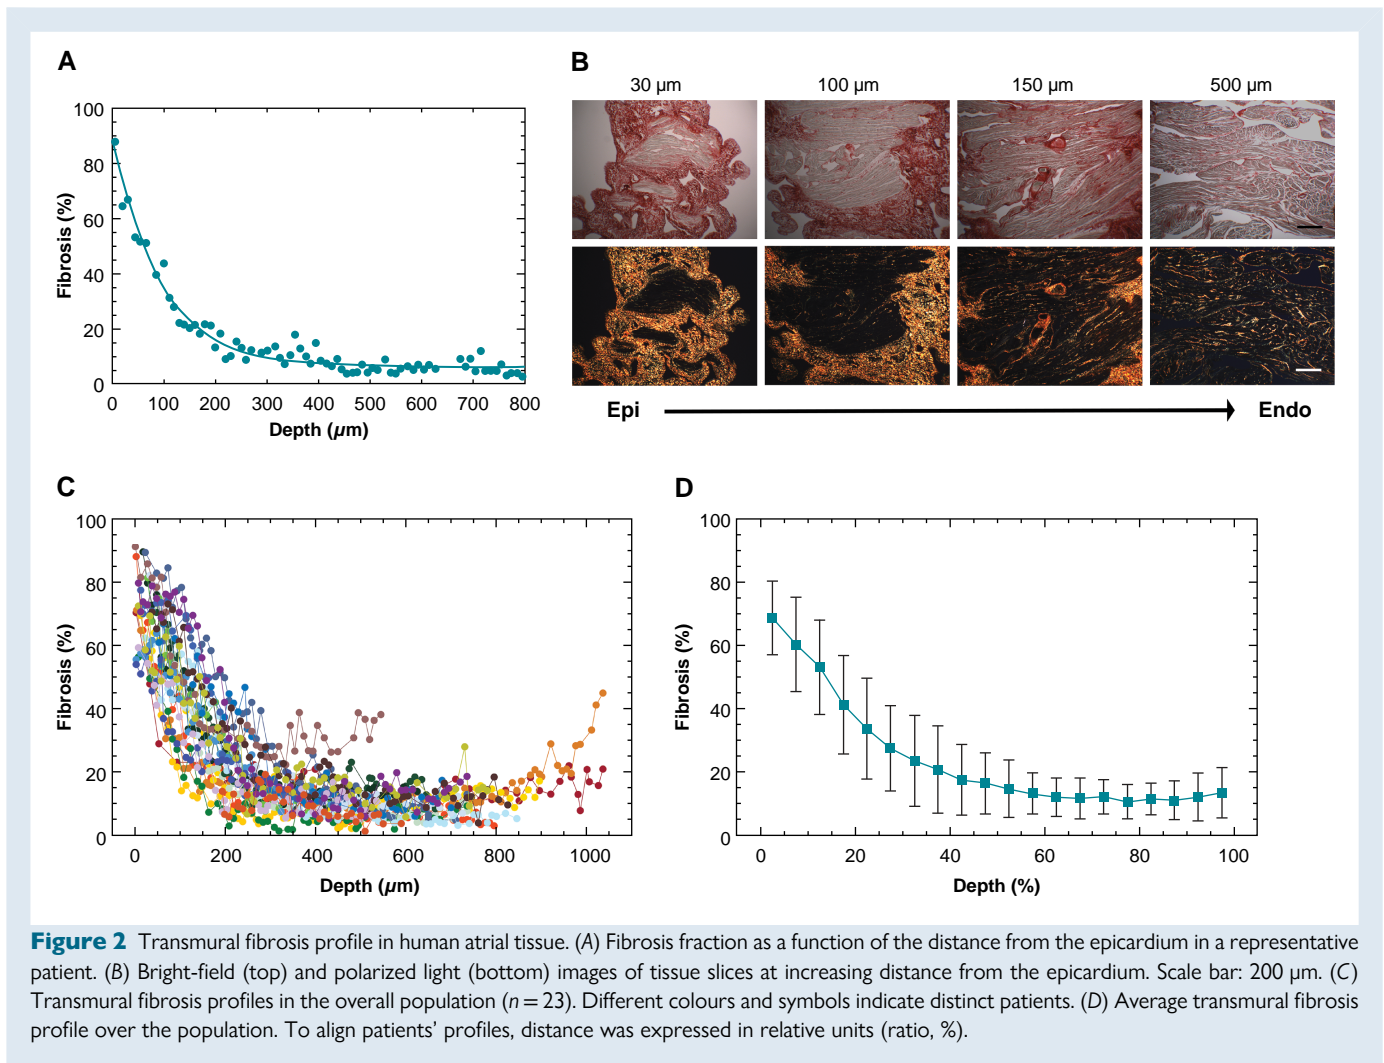 A
100
80
60
40
20
0
Fibrosis (%)
0 100 200 300 400 500 600 700 800
Depth (µm)
B
30 µm 100 µm 150 µm 500 µm
Epi Endo
C
100
80
60
40
20
0
Fibrosis (%)
0 200 400 600 800 1000
Depth (µm)
D
100
80
60
40
20
0
Fibrosis (%)
0 20 40 60 80 100
Depth (%)
Figure 2 Transmural fibrosis profile in human atrial tissue. (A) Fibrosis fraction as a function of the distance from the epicardium in a representative
patient. (B) Bright-field (top) and polarized light (bottom) images of tissue slices at increasing distance from the epicardium. Scale bar: 200 µm. (C)
Transmural fibrosis profiles in the overall population (n = 23). Different colours and symbols indicate distinct patients. (D) Average transmural fibrosis
profile over the population. To align patients' profiles, distance was expressed in relative units (ratio, %).